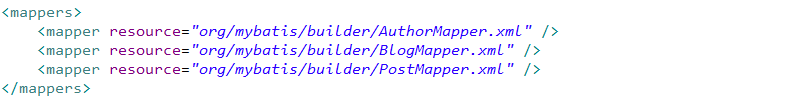 <mappers>
    <mapper resource="org/mybatis/builder/AuthorMapper.xml" />
    <mapper resource="org/mybatis/builder/BlogMapper.xml" />
    <mapper resource="org/mybatis/builder/PostMapper.xml" />
</mappers>